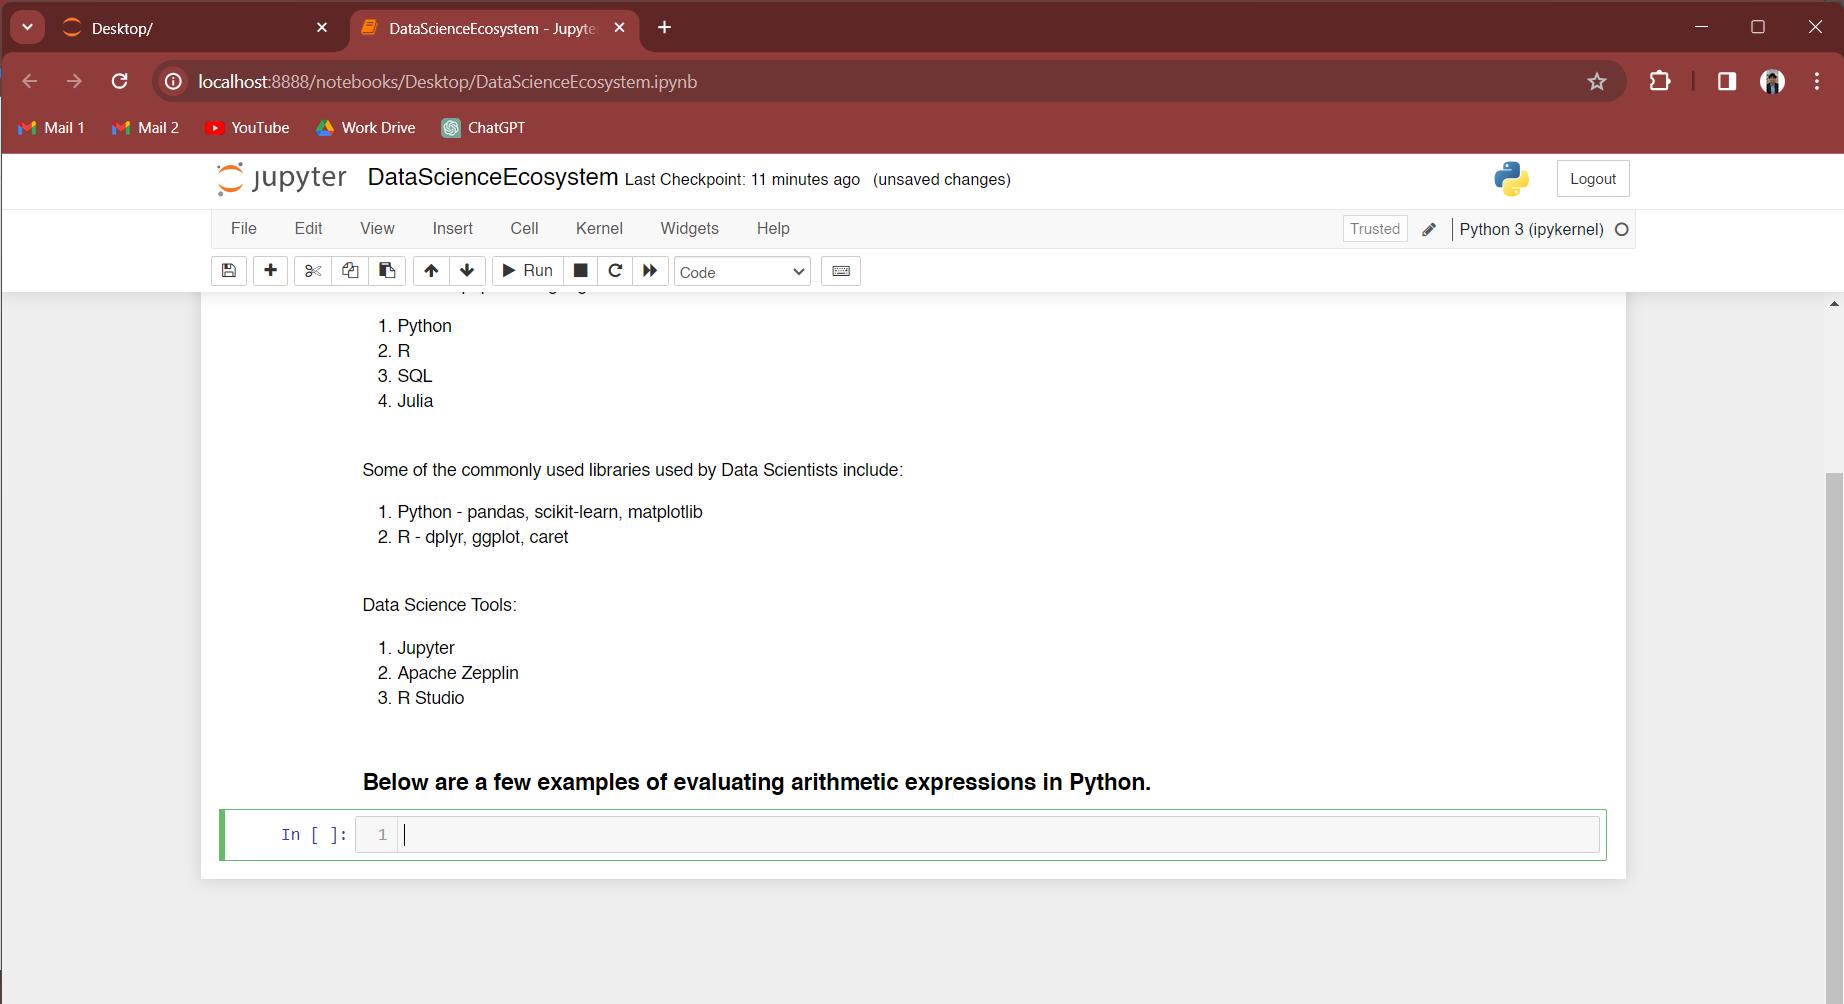 Desktop/
DataScienceEcosystem - Jupyte
localhost:8888/notebooks/Desktop/DataScienceEcosystem.ipynb
Mail 1 Mail 2 YouTube Work Drive ChatGPT
jupyter DataScienceEcosystem Last Checkpoint: 11 minutes ago (unsaved changes) Logout
File Edit View Insert Cell Kernel Widgets Help Trusted Python 3 (ipykernel)
Run Code
1. Python
2. R
3. SQL
4. Julia
Some of the commonly used libraries used by Data Scientists include:
1. Python - pandas, scikit-learn, matplotlib
2. R - dplyr, ggplot, caret
Data Science Tools:
1. Jupyter
2. Apache Zepplin
3. R Studio
Below are a few examples of evaluating arithmetic expressions in Python.
In [ ]: 1